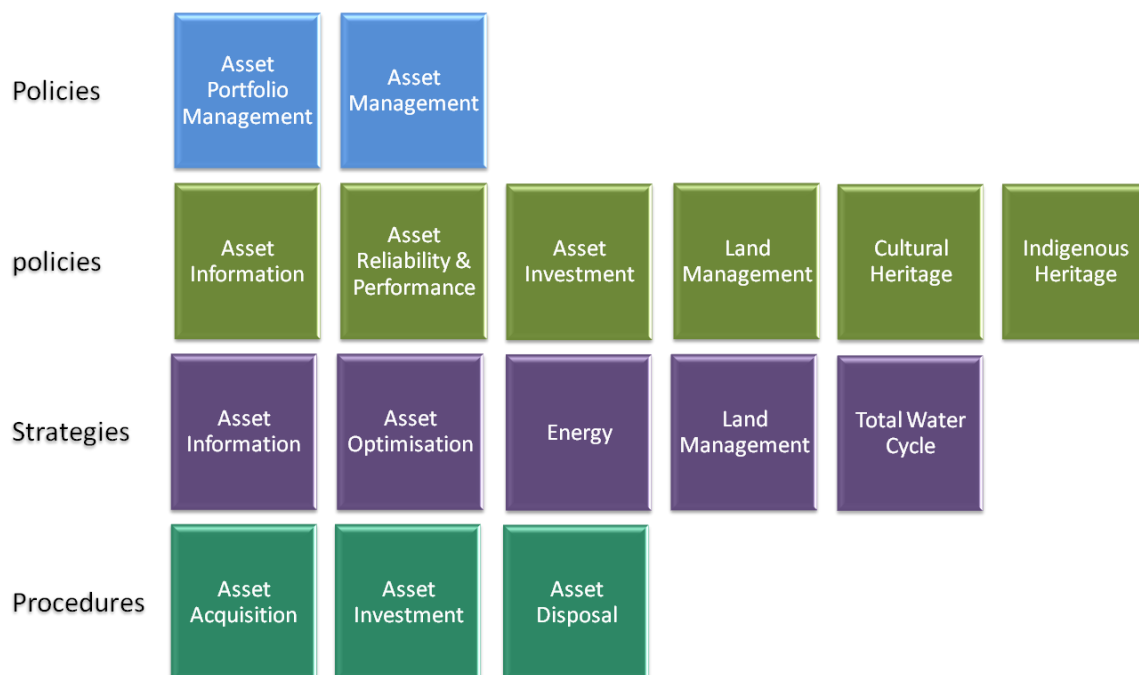 Policies
Asset
Portfolio
Management
Asset
Management
policies
Asset
Information
Asset
Reliability &
Performance
Asset
Investment
Land
Management
Cultural
Heritage
Indigenous
Heritage
Strategies
Asset
Information
Asset
Optimisation
Energy
Land
Management
Total Water
Cycle
Procedures
Asset
Acquisition
Asset
Investment
Asset
Disposal